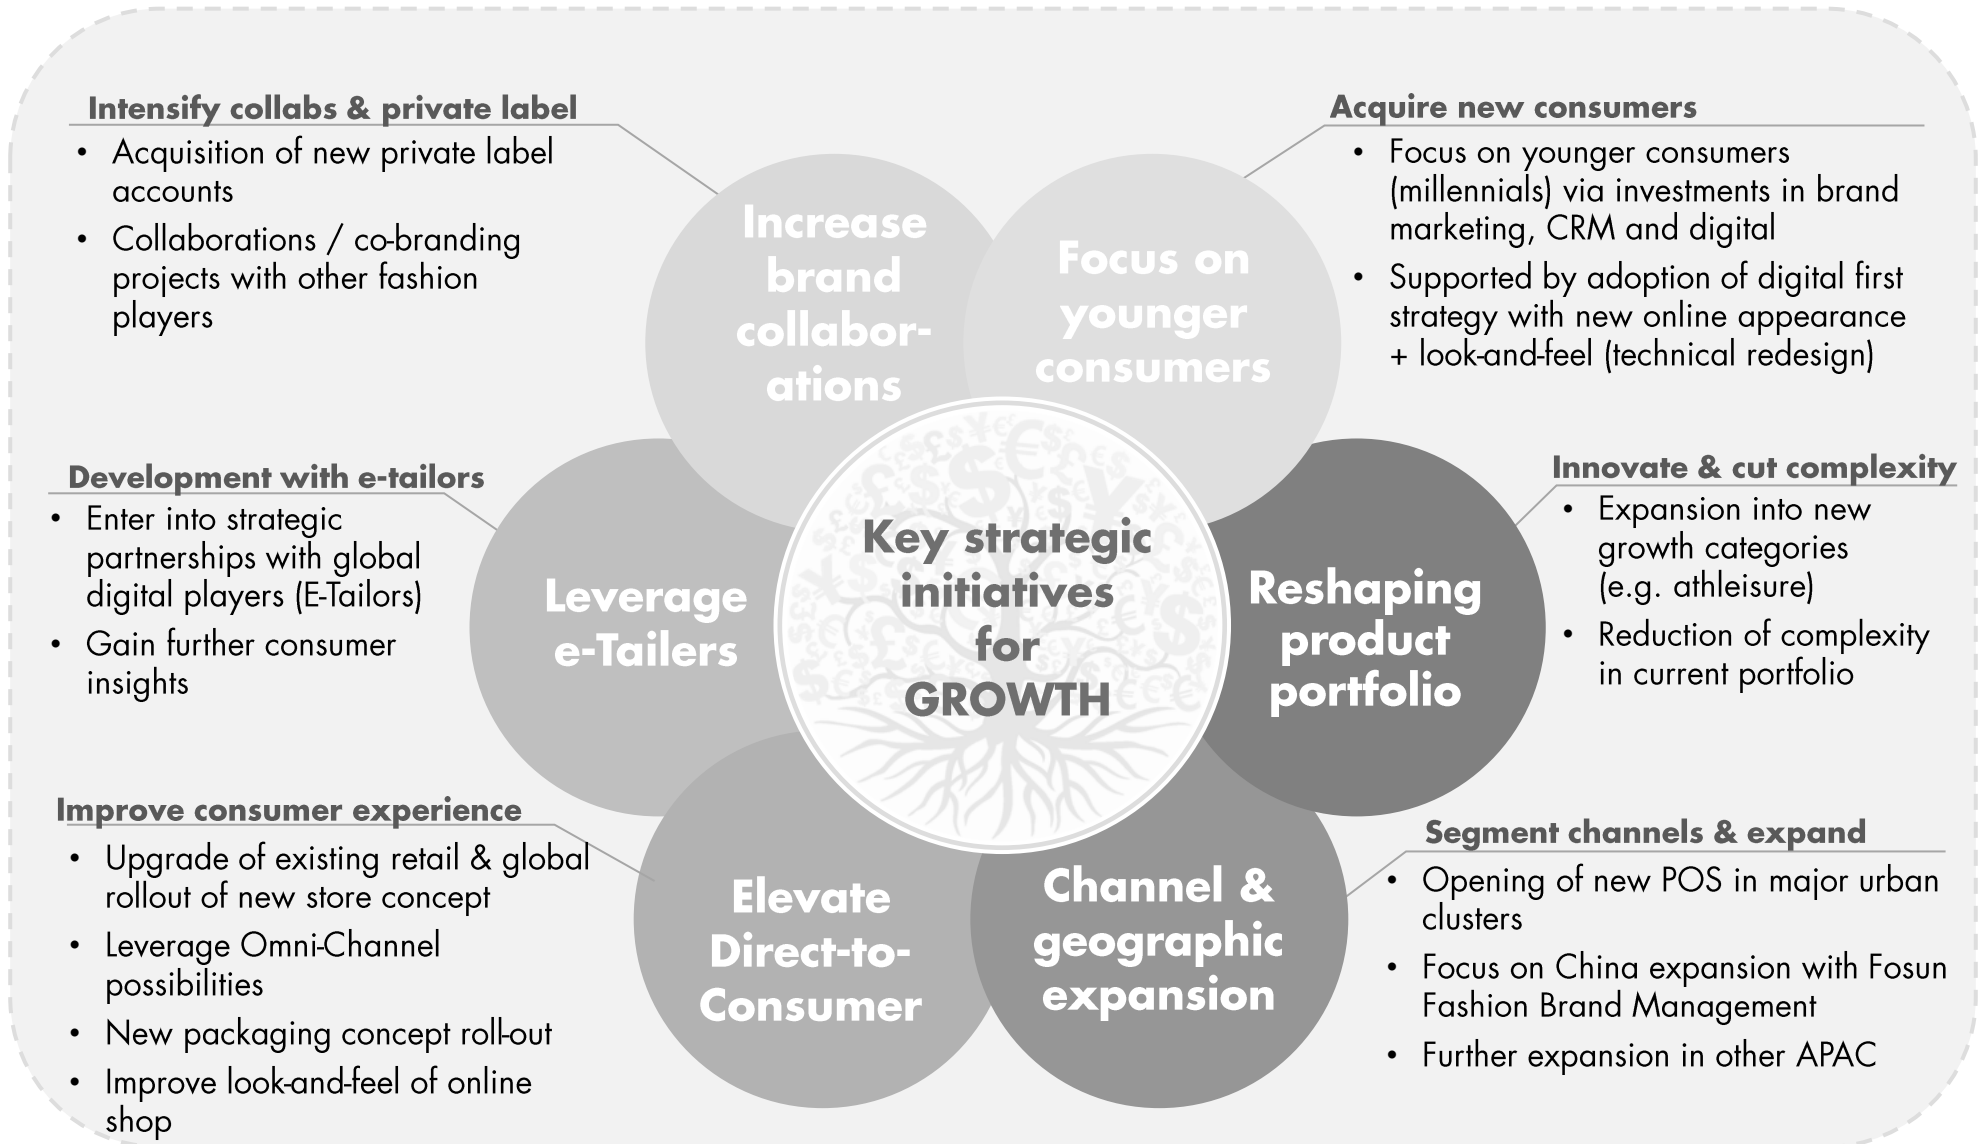 Intensify collabs & private label
• Acquisition of new private label
accounts
• Collaborations / co-branding
projects with other fashion
players
Acquire new consumers
• Focus on younger consumers
(millennials) via investments in brand
marketing, CRM and digital
• Supported by adoption of digital first
strategy with new online appearance
+ look-and-feel (technical redesign)
Increase
brand
collabor-
ations
Focus on
younger
consumers
Development with e-tailors
• Enter into strategic
partnerships with global
digital players (E-Tailors)
• Gain further consumer
insights
Leverage
e-Tailers
Key strategic
initiatives
for
GROWTH
Reshaping
product
portfolio
Innovate & cut complexity
• Expansion into new
growth categories
(e.g. athleisure)
• Reduction of complexity
in current portfolio
Improve consumer experience
• Upgrade of existing retail & global
rollout of new store concept
• Leverage Omni-Channel
possibilities
• New packaging concept roll-out
• Improve look-and-feel of online
shop
Elevate
Direct-to-
Consumer
Channel &
geographic
expansion
Segment channels & expand
• Opening of new POS in major urban
clusters
• Focus on China expansion with Fosun
Fashion Brand Management
• Further expansion in other APAC